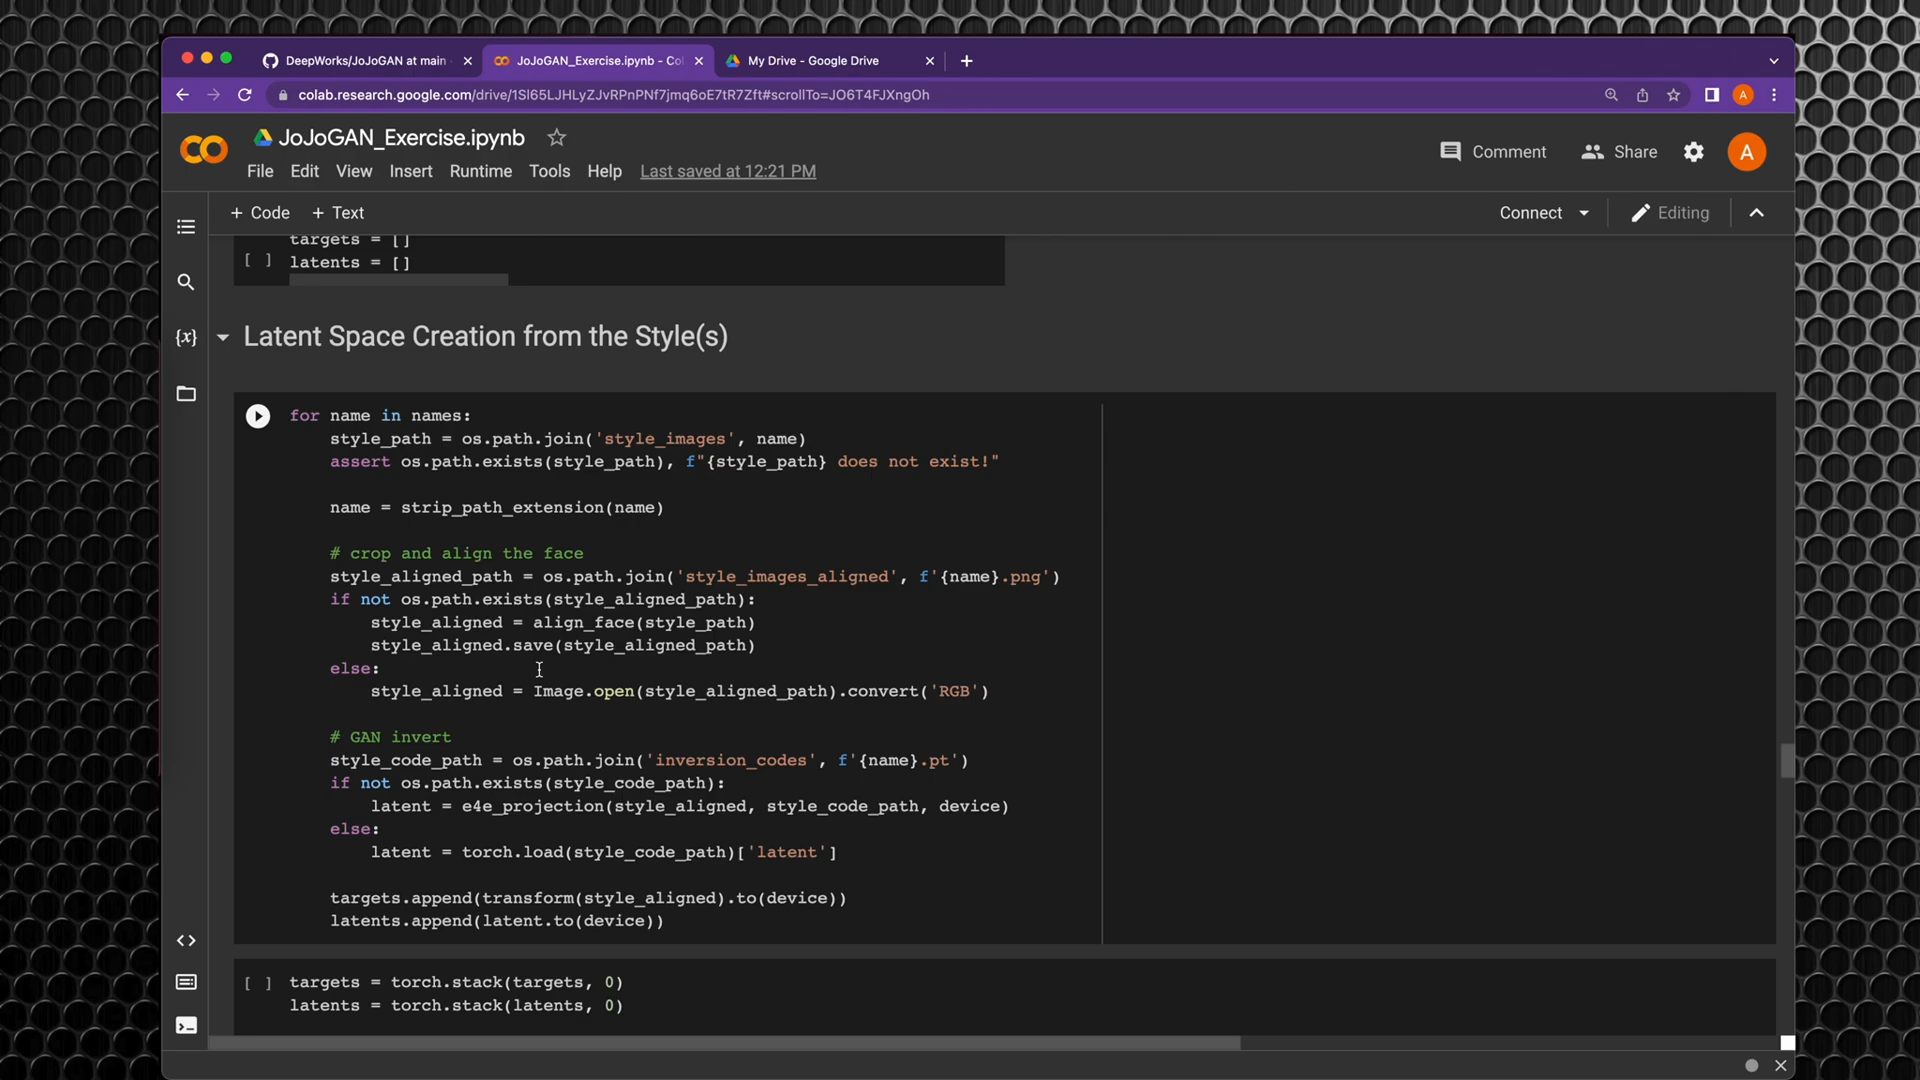 DeepWorks/JoJoGAN at main
JoJoGAN_Exercise.ipynb - Co
My Drive - Google Drive
colab.research.google.com/drive/1Sl65LJHLyZJvRPnPNf7jmq6oE7tR7Zft#scrollTo=JO6T4FJXngOh
A
JoJoGAN_Exercise.ipynb
Comment
Share
A
File Edit View Insert Runtime Tools Help Last saved at 12:21 PM
+ Code + Text
Connect
Editing
targets = []
[ ] latents = []
Latent Space Creation from the Style(s)
{x}
for name in names:
    style_path = os.path.join('style_images', name)
    assert os.path.exists(style_path), f"{style_path} does not exist!"
    name = strip_path_extension(name)
    # crop and align the face
    style_aligned_path = os.path.join('style_images_aligned', f'{name}.png')
    if not os.path.exists(style_aligned_path):
        style_aligned = align_face(style_path)
        style_aligned.save(style_aligned_path)
    else:
        style_aligned = Image.open(style_aligned_path).convert('RGB')
    # GAN invert
    style_code_path = os.path.join('inversion_codes', f'{name}.pt')
    if not os.path.exists(style_code_path):
        latent = e4e_projection(style_aligned, style_code_path, device)
    else:
        latent = torch.load(style_code_path)['latent']
    targets.append(transform(style_aligned).to(device))
    latents.append(latent.to(device))
[ ] targets = torch.stack(targets, 0)
latents = torch.stack(latents, 0)